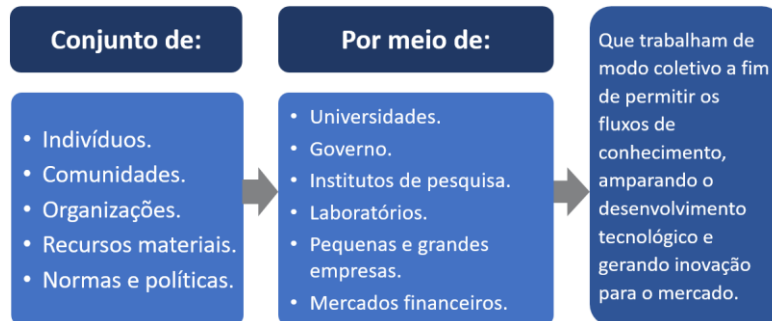 Conjunto de:
• Indivíduos.
• Comunidades.
• Organizações.
• Recursos materiais.
• Normas e políticas.
Por meio de:
• Universidades.
• Governo.
• Institutos de pesquisa.
• Laboratórios.
• Pequenas e grandes
empresas.
• Mercados financeiros.
Que trabalham de
modo coletivo a fim
de permitir os
fluxos de
conhecimento,
amparando o
desenvolvimento
tecnológico e
gerando inovação
para o mercado.